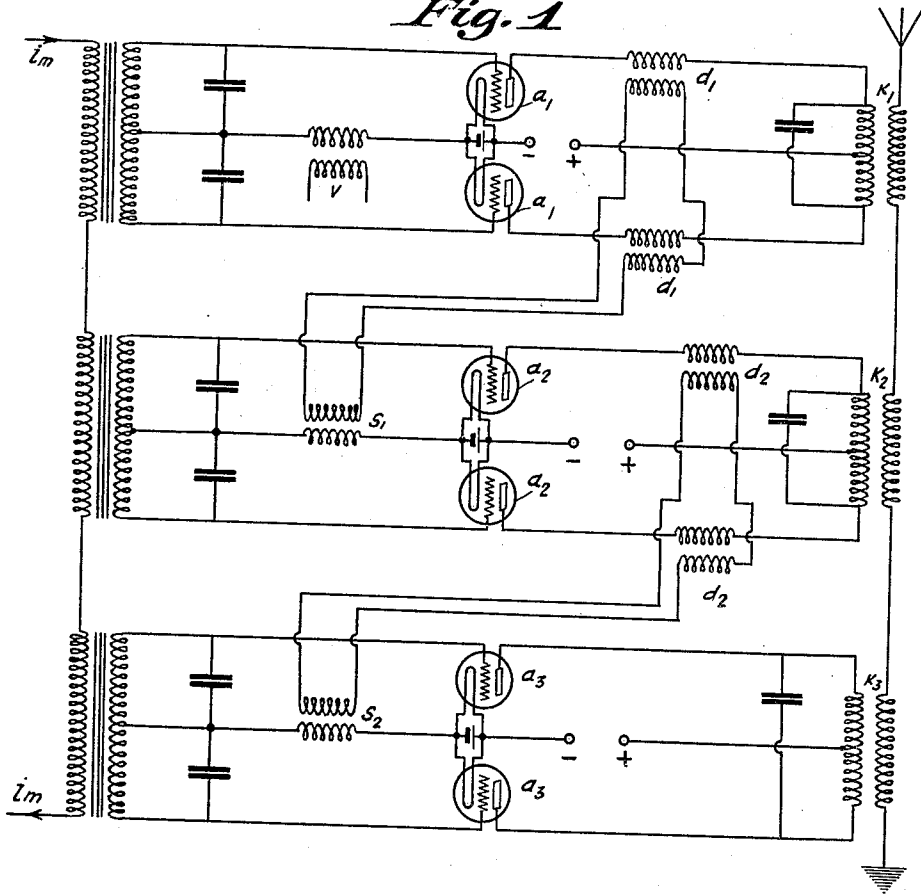 Fig. 1
im
d1
K1
a1
- +
V
a1
d1
a2
d2
K2
S1
- +
a2
d2
a3
K3
S2
- +
im
a3